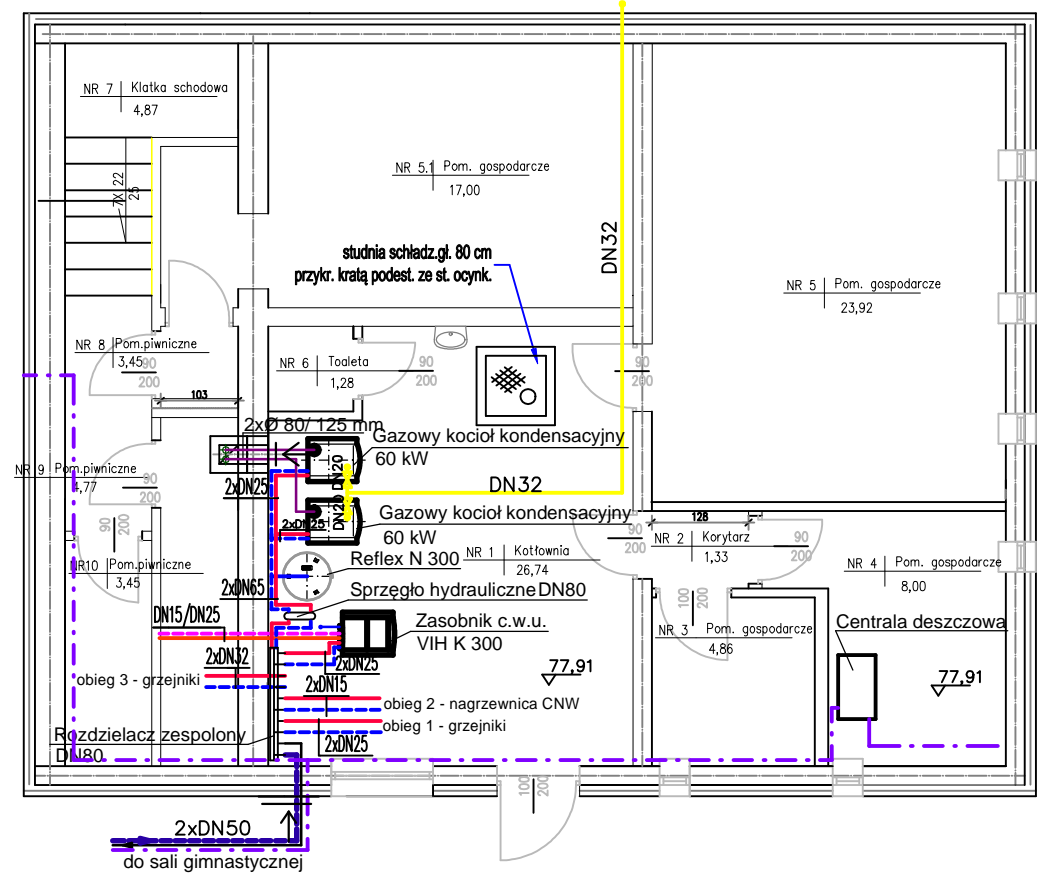 NR 7 Klatka schodowa
4,87
7X 22
25
NR 5.1 Pom. gospodarcze
17,00
DN32
studnia schładz.gł. 80 cm
przykr. kratą podest. ze st. ocynk.
NR 5 Pom. gospodarcze
23,92
NR 8 Pom.piwniczne
3,45
90
200
NR 6 Toaleta
1,28
90
200
90
200
103
2xØ 80/ 125 mm
Gazowy kocioł kondensacyjny
60 kW
DN20
NR 9 Pom.piwniczne
4,77
90
200
2xDN25
DN32
DN20
Gazowy kocioł kondensacyjny
60 kW
2xDN25
90
200
128
90
200
NR 2 Korytarz
1,33
90
200
Reflex N 300
NR 1 Kotłownia
26,74
NR10 Pom.piwniczne
3,45
NR 4 Pom. gospodarcze
8,00
2xDN65
Sprzęgło hydrauliczne DN80
100
200
DN15/DN25
Zasobnik c.w.u.
VIH K 300
NR 3 Pom. gospodarcze
4,86
Centrala deszczowa
2xDN32
2xDN25
77,91
77,91
obieg 3 - grzejniki
2xDN15
obieg 2 - nagrzewnica CNW
obieg 1 - grzejniki
Rozdzielacz zespolony
DN80
2xDN25
100
200
2xDN50
do sali gimnastycznej